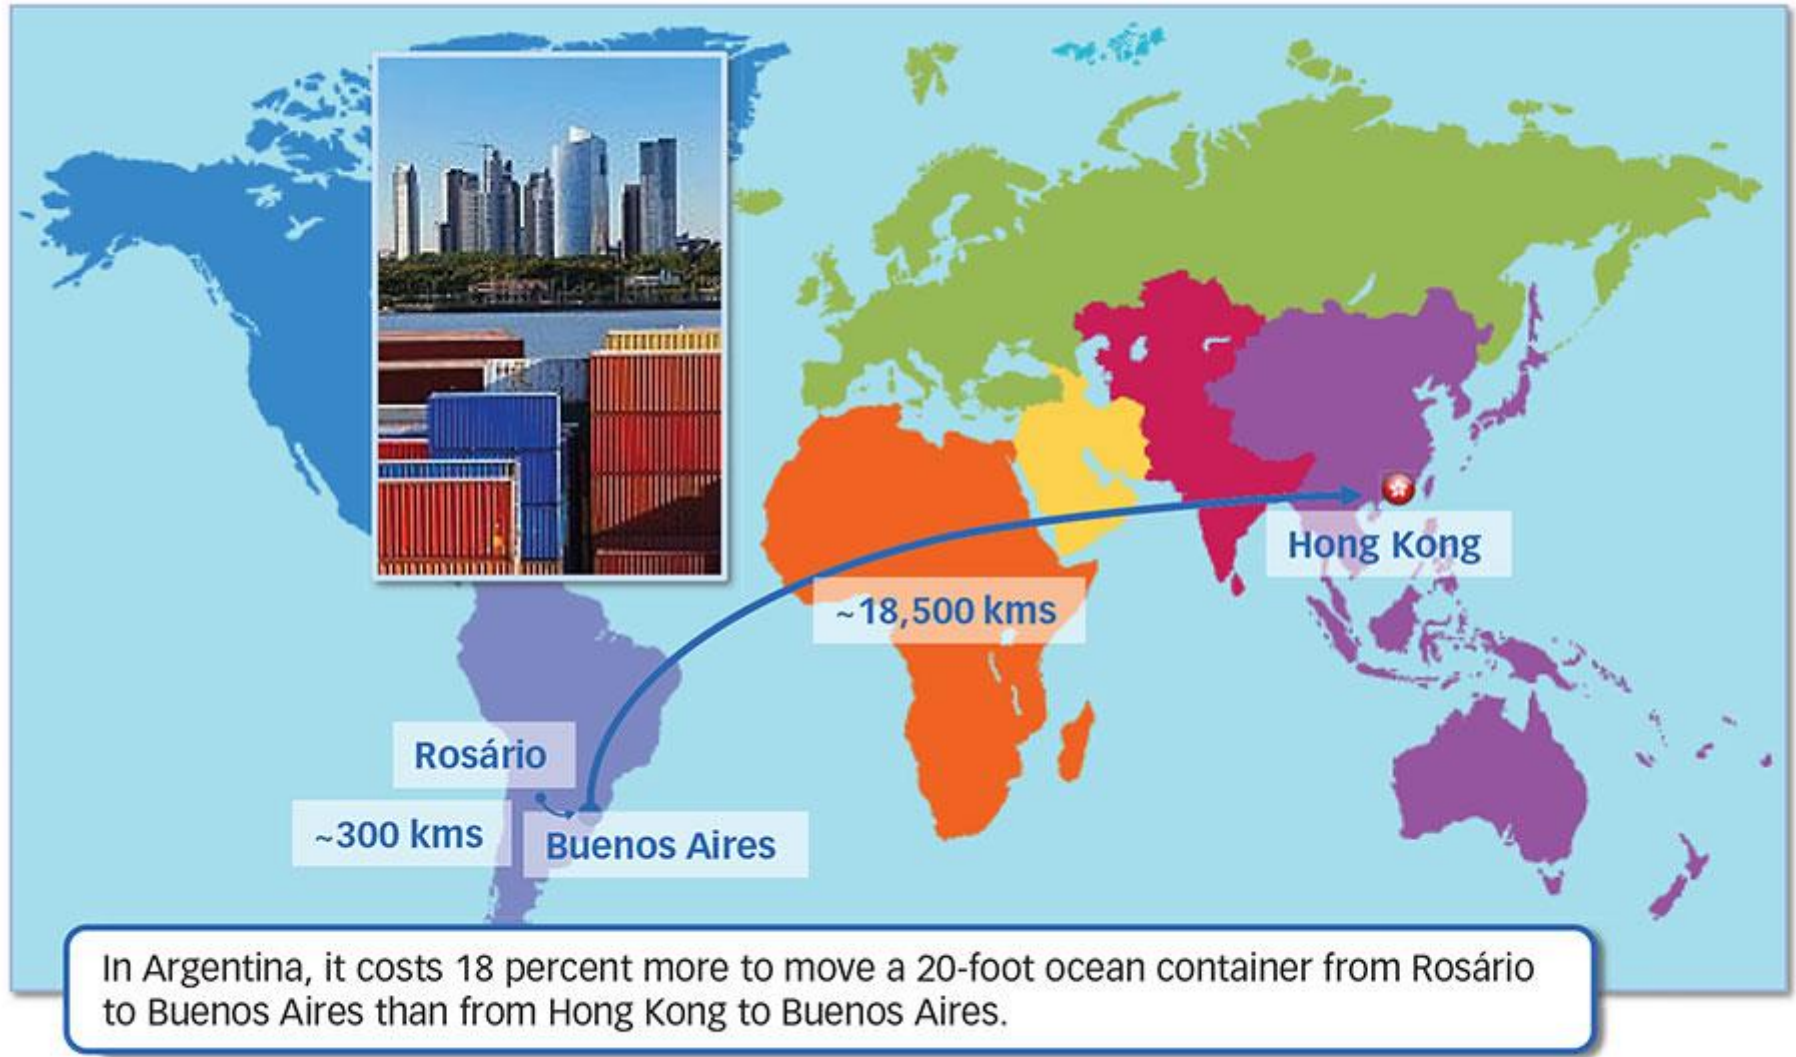 Hong Kong
~18,500 kms
Rosário
~300 kms
Buenos Aires
In Argentina, it costs 18 percent more to move a 20-foot ocean container from Rosário
to Buenos Aires than from Hong Kong to Buenos Aires.